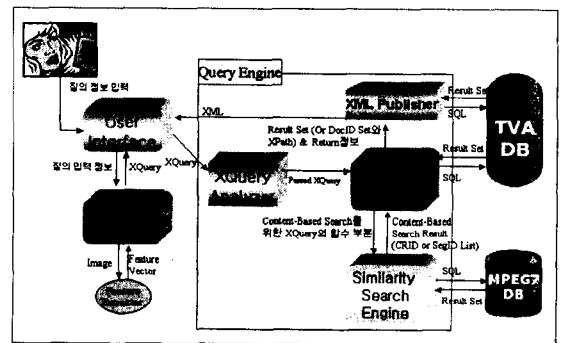 질의 정보 입력
Query Engine
XML
XML Publisher
Result Set
SQL
TVA
DB
User
Interface
Result Set (Or DocID Set와
XPath) & Return정보
Result Set
SQL
질의 입력 정보
XQuery
XQuery
XQuery
Analyzer
Parsed XQuery
Content-Based Search를
위한 XQuery의 함수 부분
Content-Based
Search Result
(CRID or SegID List)
Image
Feature
Vector
Similarity
Search
Engine
SQL
Result Set
MPEG7
DB